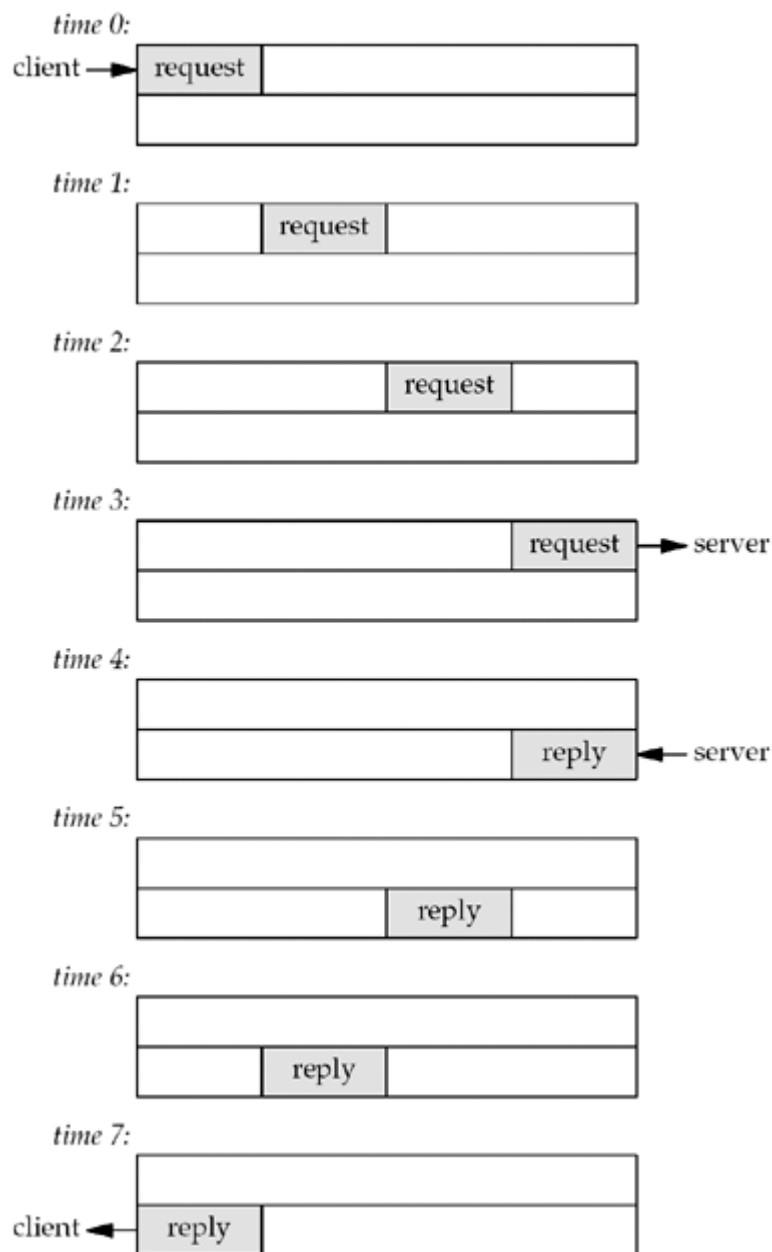 time 0:
client request
time 1:
request
time 2:
request
time 3:
request server
time 4:
reply server
time 5:
reply
time 6:
reply
time 7:
client reply